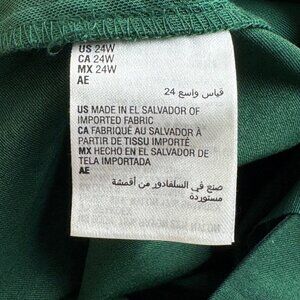 US 24W
CA 24W
MX 24W
AE
قياس واسع 24
US MADE IN EL SALVADOR OF
IMPORTED FABRIC
CA FABRIQUÉ AU SALVADOR À
PARTIR DE TISSU IMPORTÉ
MX HECHO EN EL SALVADOR DE
TELA IMPORTADA
AE
صنع في السلفادور من أقمشة
مستوردة